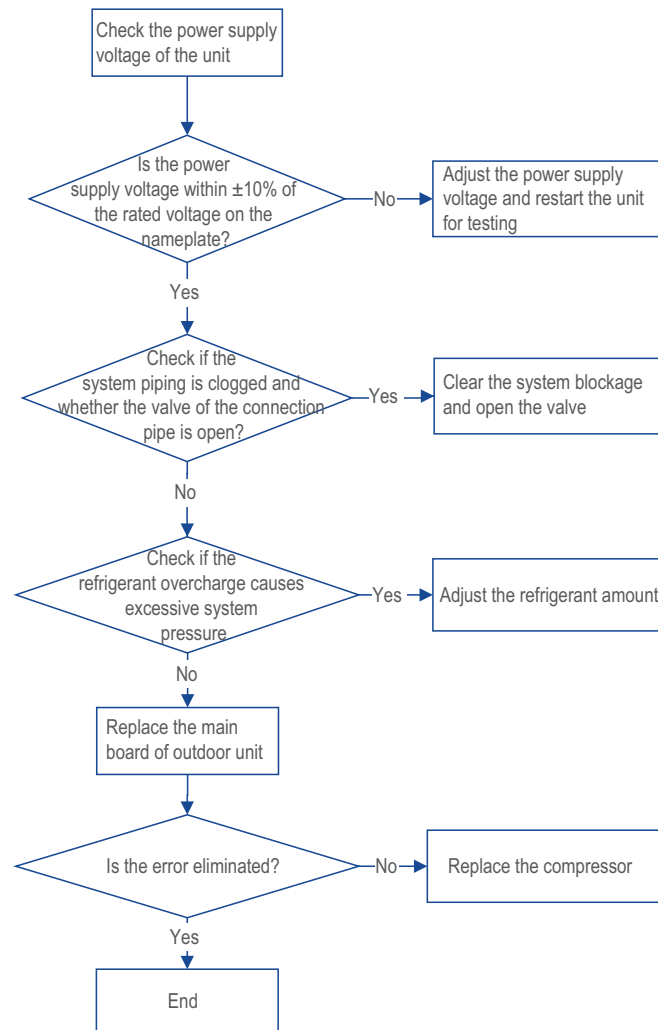 Check the power supply
voltage of the unit
Is the power
supply voltage within ±10% of
the rated voltage on the
nameplate?
No
Adjust the power supply
voltage and restart the unit
for testing
Yes
Check if the
system piping is clogged and
whether the valve of the connection
pipe is open?
Yes
Clear the system blockage
and open the valve
No
Check if the
refrigerant overcharge causes
excessive system
pressure
Yes
Adjust the refrigerant amount
No
Replace the main
board of outdoor unit
Is the error eliminated?
No
Replace the compressor
Yes
End